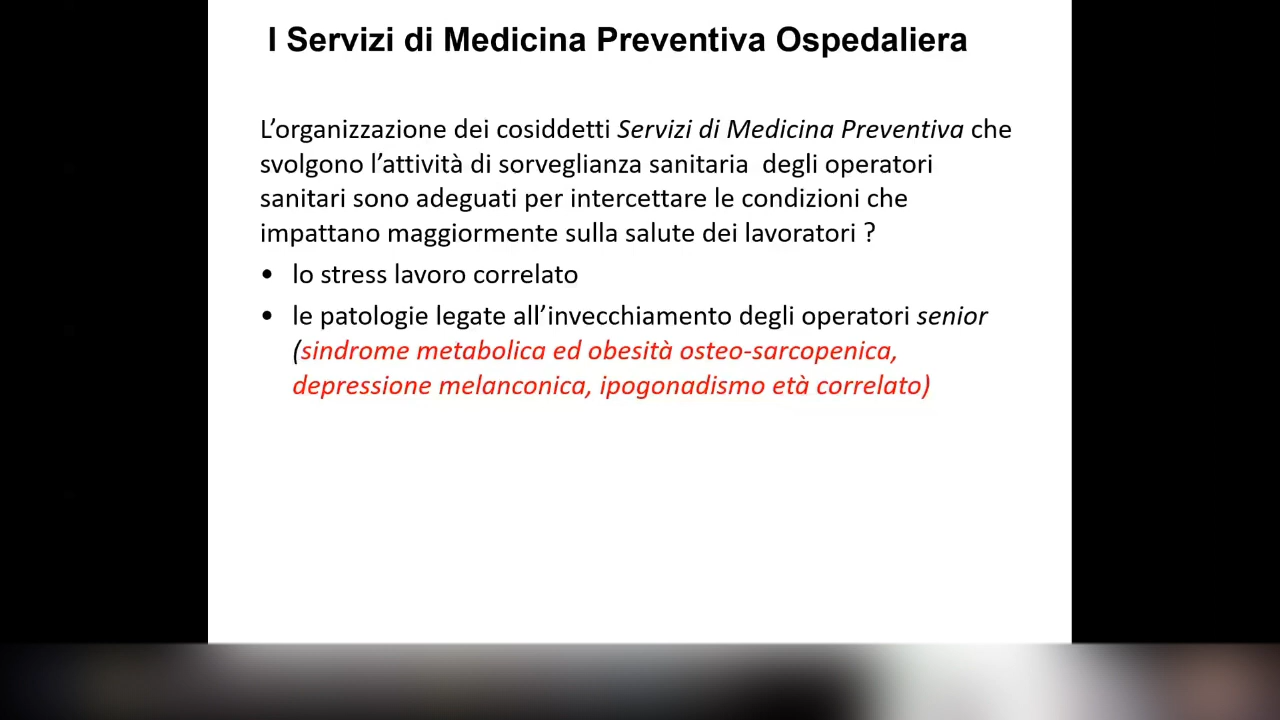 I Servizi di Medicina Preventiva Ospedaliera
L’organizzazione dei cosiddetti Servizi di Medicina Preventiva che
svolgono l’attività di sorveglianza sanitaria  degli operatori
sanitari sono adeguati per intercettare le condizioni che
impattano maggiormente sulla salute dei lavoratori ?
• lo stress lavoro correlato
• le patologie legate all’invecchiamento degli operatori senior
(sindrome metabolica ed obesità osteo-sarcopenica,
depressione melanconica, ipogonadismo età correlato)